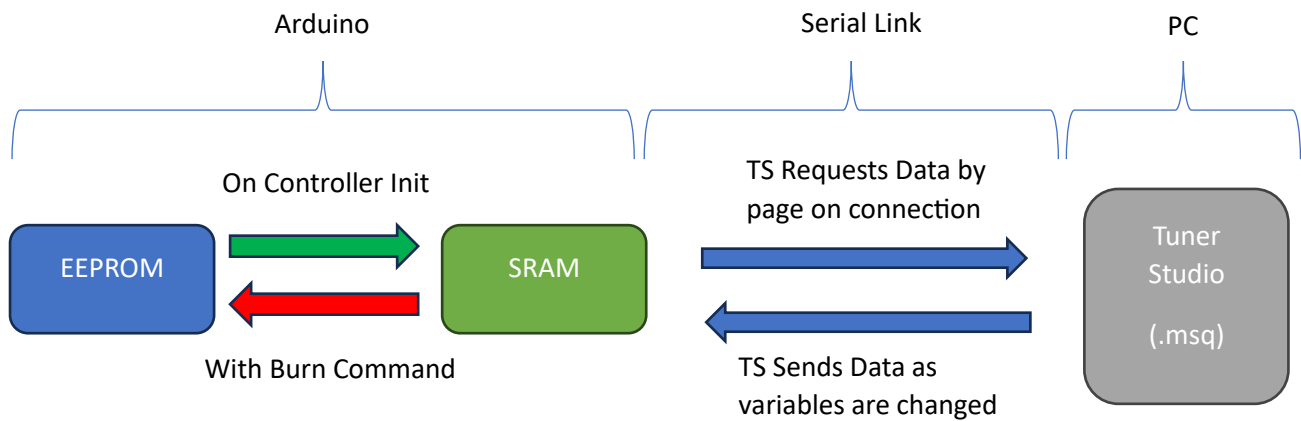 Arduino
Serial Link
PC
On Controller Init
TS Requests Data by
page on connection
EEPROM
SRAM
Tuner
Studio
(.msq)
With Burn Command
TS Sends Data as
variables are changed